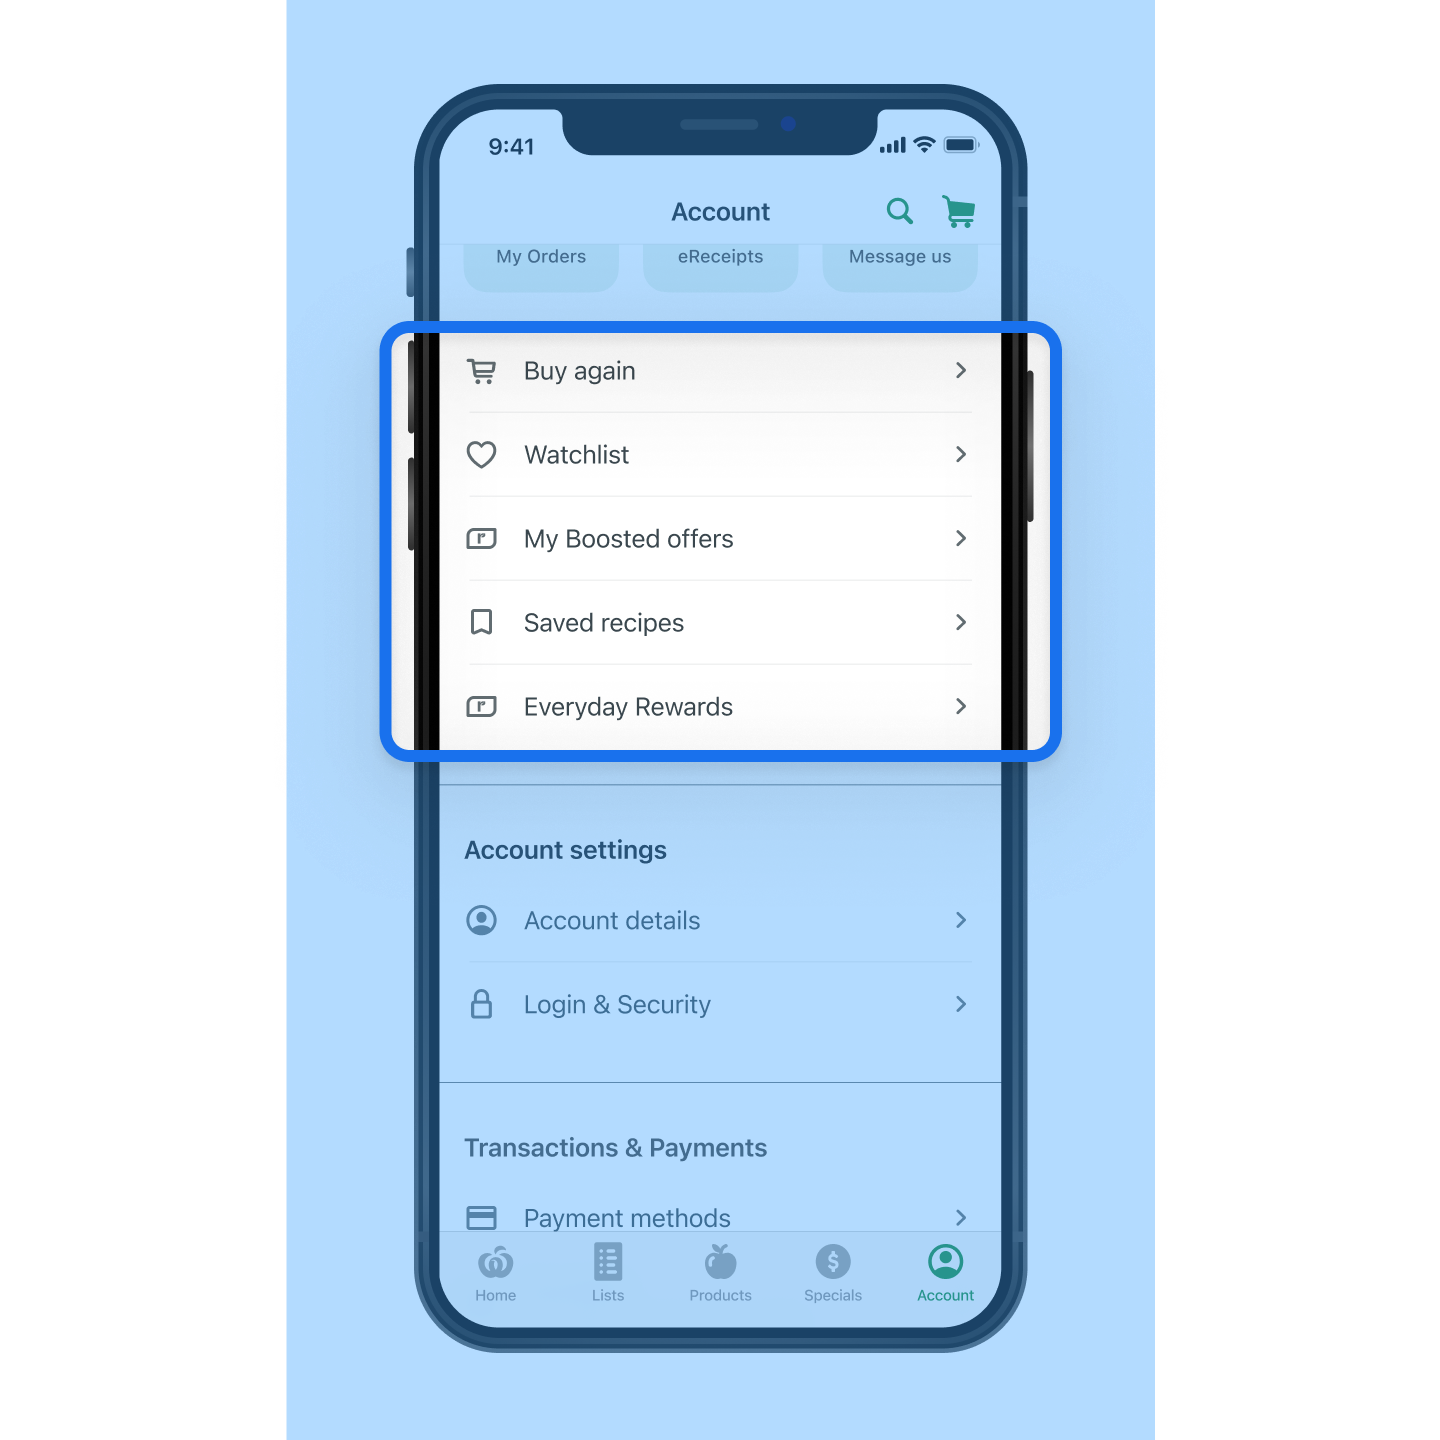 9:41
Account
My Orders
eReceipts
Message us
Buy again
Watchlist
My Boosted offers
Saved recipes
Everyday Rewards
Account settings
Account details
Login & Security
Transactions & Payments
Payment methods
Home
Lists
Products
Specials
Account